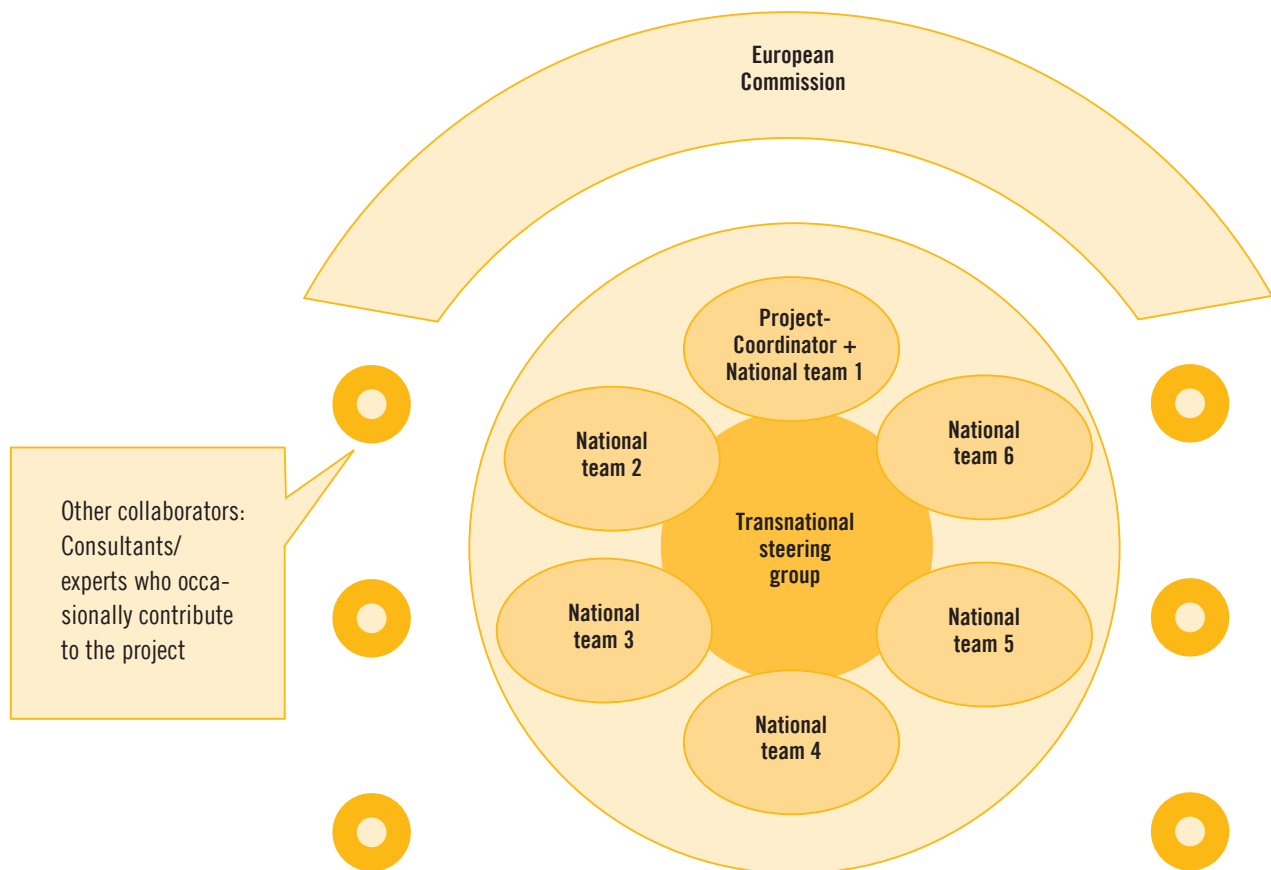 European
Commission
Project-
Coordinator +
National team 1
National
team 2
National
team 6
Transnational
steering
group
National
team 3
National
team 5
National
team 4
Other collaborators:
Consultants/
experts who occa-
sionally contribute
to the project